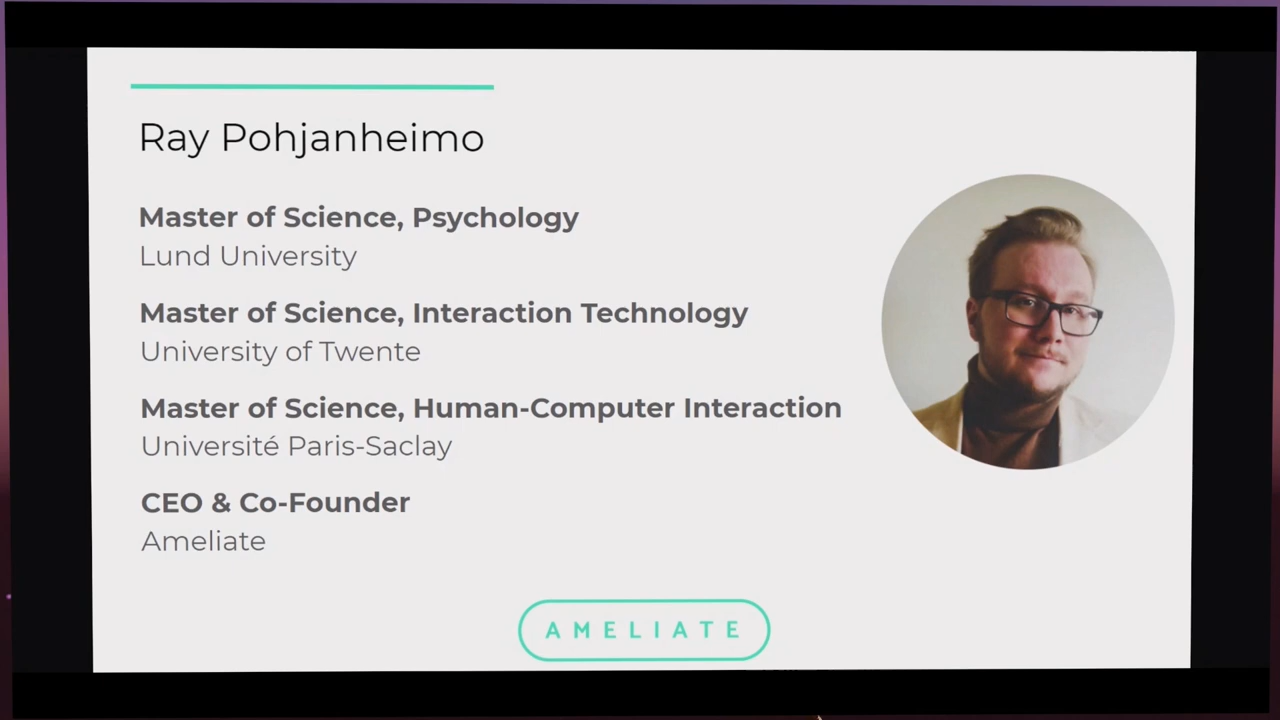 Ray Pohjanheimo
Master of Science, Psychology
Lund University
Master of Science, Interaction Technology
University of Twente
Master of Science, Human-Computer Interaction
Université Paris-Saclay
CEO & Co-Founder
Ameliate
AMELIATE